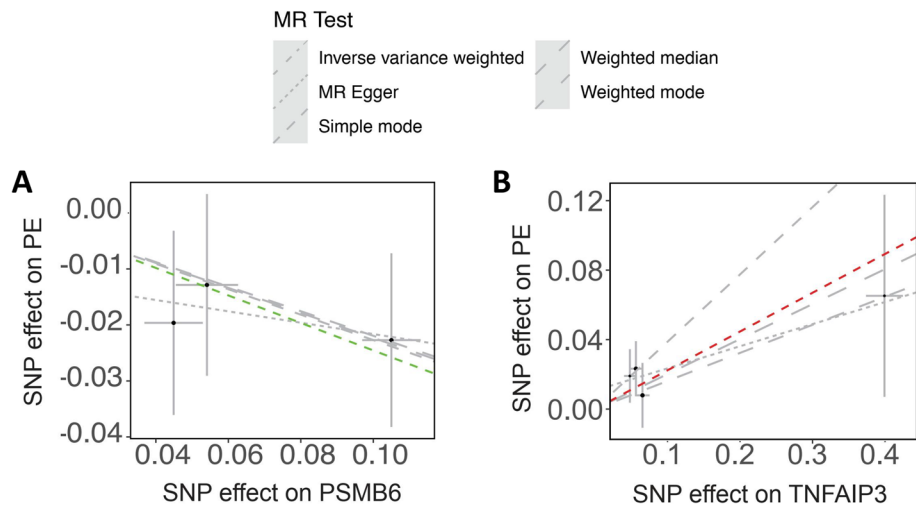 MR Test
Inverse variance weighted
MR Egger
Simple mode
Weighted median
Weighted mode
A
SNP effect on PE
0.00
-0.01
-0.02
-0.03
-0.04
0.04 0.06 0.08 0.10
SNP effect on PSMB6
B
SNP effect on PE
0.12
0.08
0.04
0.00
0.1 0.2 0.3 0.4
SNP effect on TNFAIP3